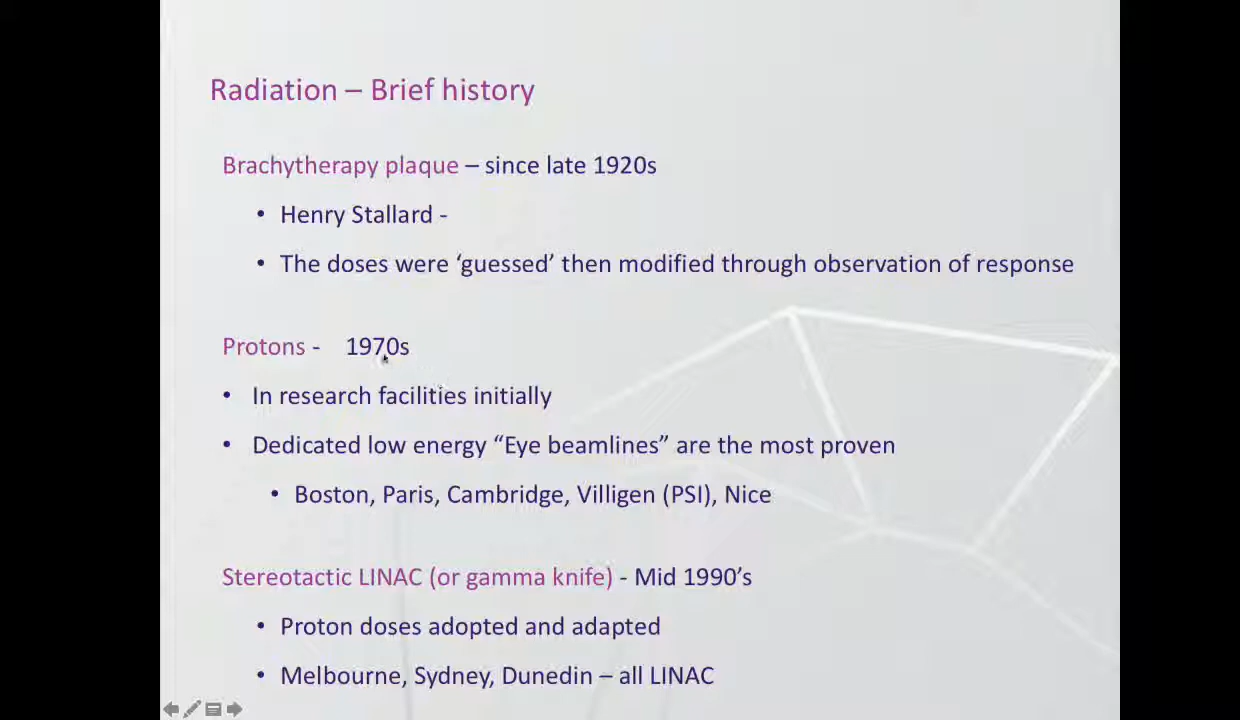 Radiation – Brief history
Brachytherapy plaque – since late 1920s
• Henry Stallard -
• The doses were ‘guessed’ then modified through observation of response
Protons - 1970s
• In research facilities initially
• Dedicated low energy “Eye beamlines” are the most proven
• Boston, Paris, Cambridge, Villigen (PSI), Nice
Stereotactic LINAC (or gamma knife) - Mid 1990’s
• Proton doses adopted and adapted
• Melbourne, Sydney, Dunedin – all LINAC